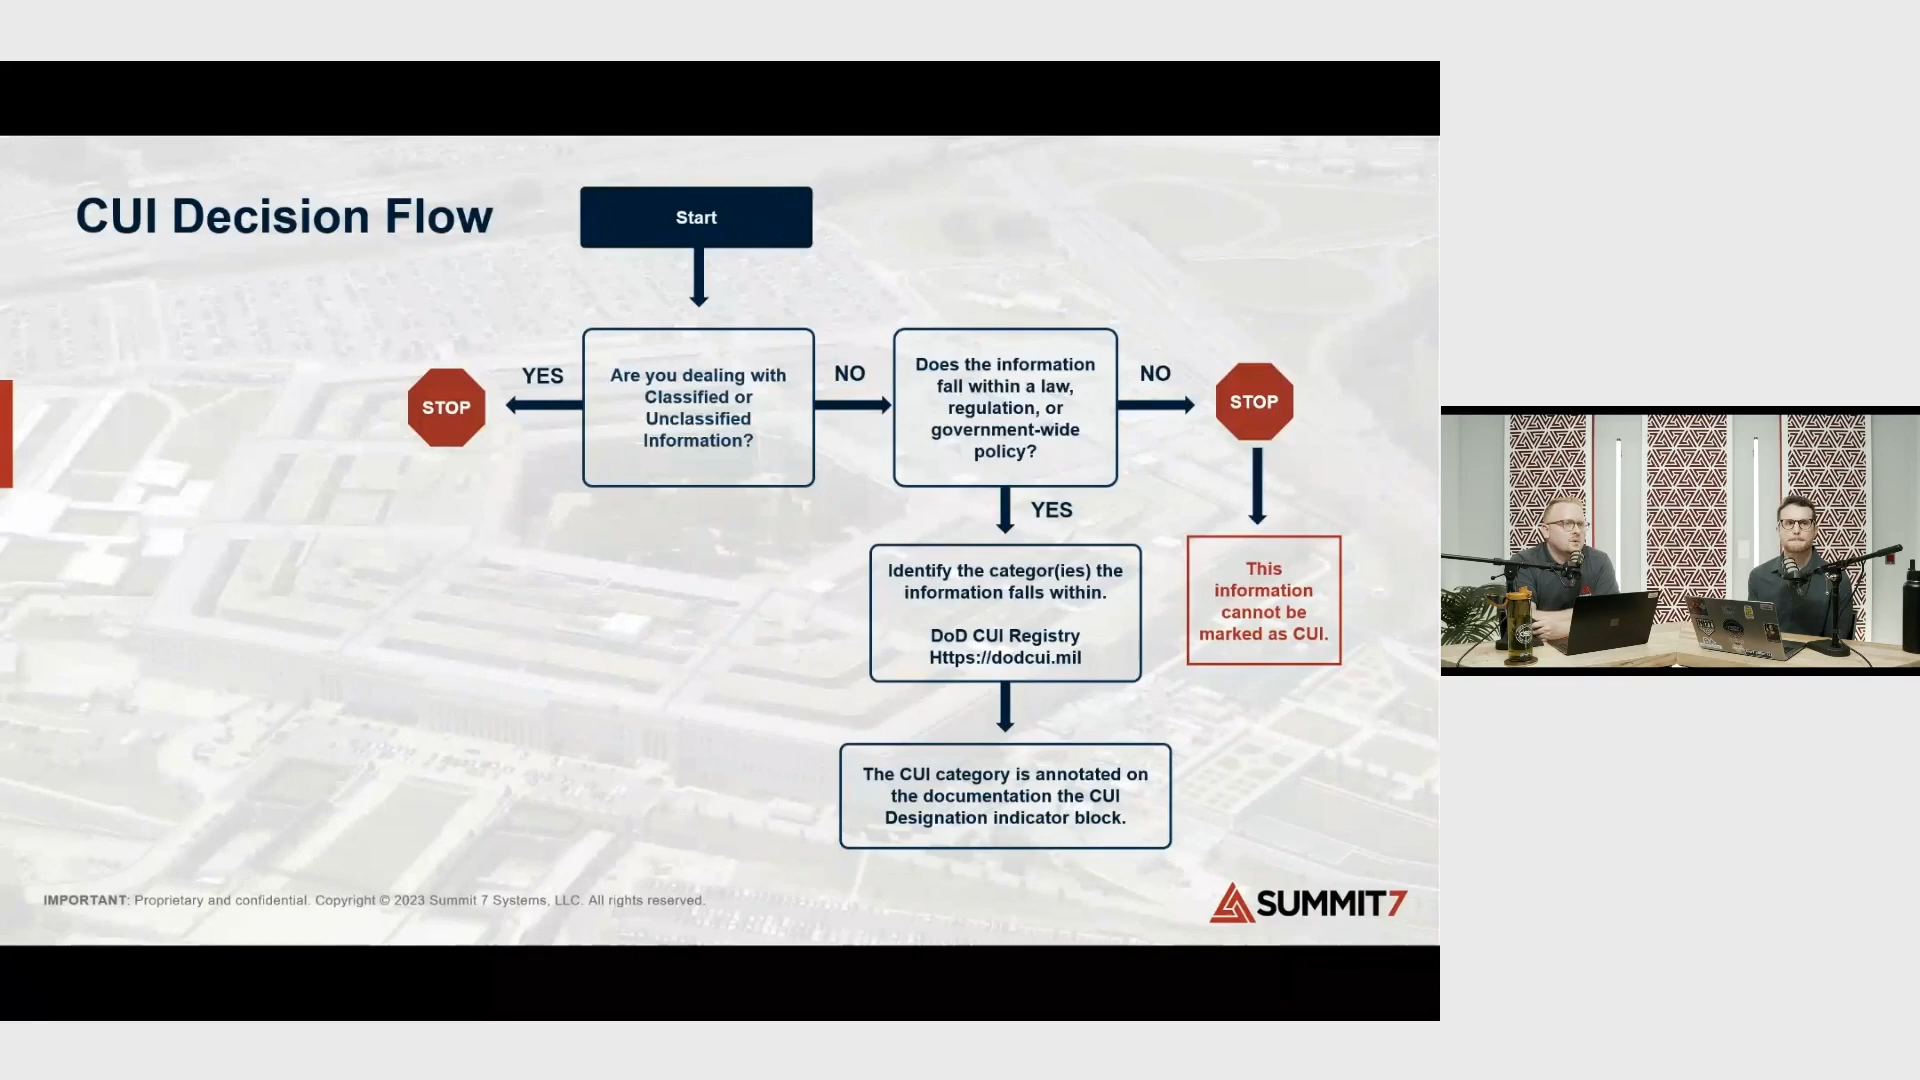 CUI Decision Flow
Start
STOP
YES
Are you dealing with
Classified or
Unclassified
Information?
NO
Does the information
fall within a law,
regulation, or
government-wide
policy?
NO
STOP
YES
Identify the categor(ies) the
information falls within.
DoD CUI Registry
Https://dodcui.mil
This
information
cannot be
marked as CUI.
The CUI category is annotated on
the documentation the CUI
Designation indicator block.
IMPORTANT: Proprietary and confidential. Copyright © 2023 Summit 7 Systems, LLC. All rights reserved.
SUMMIT7